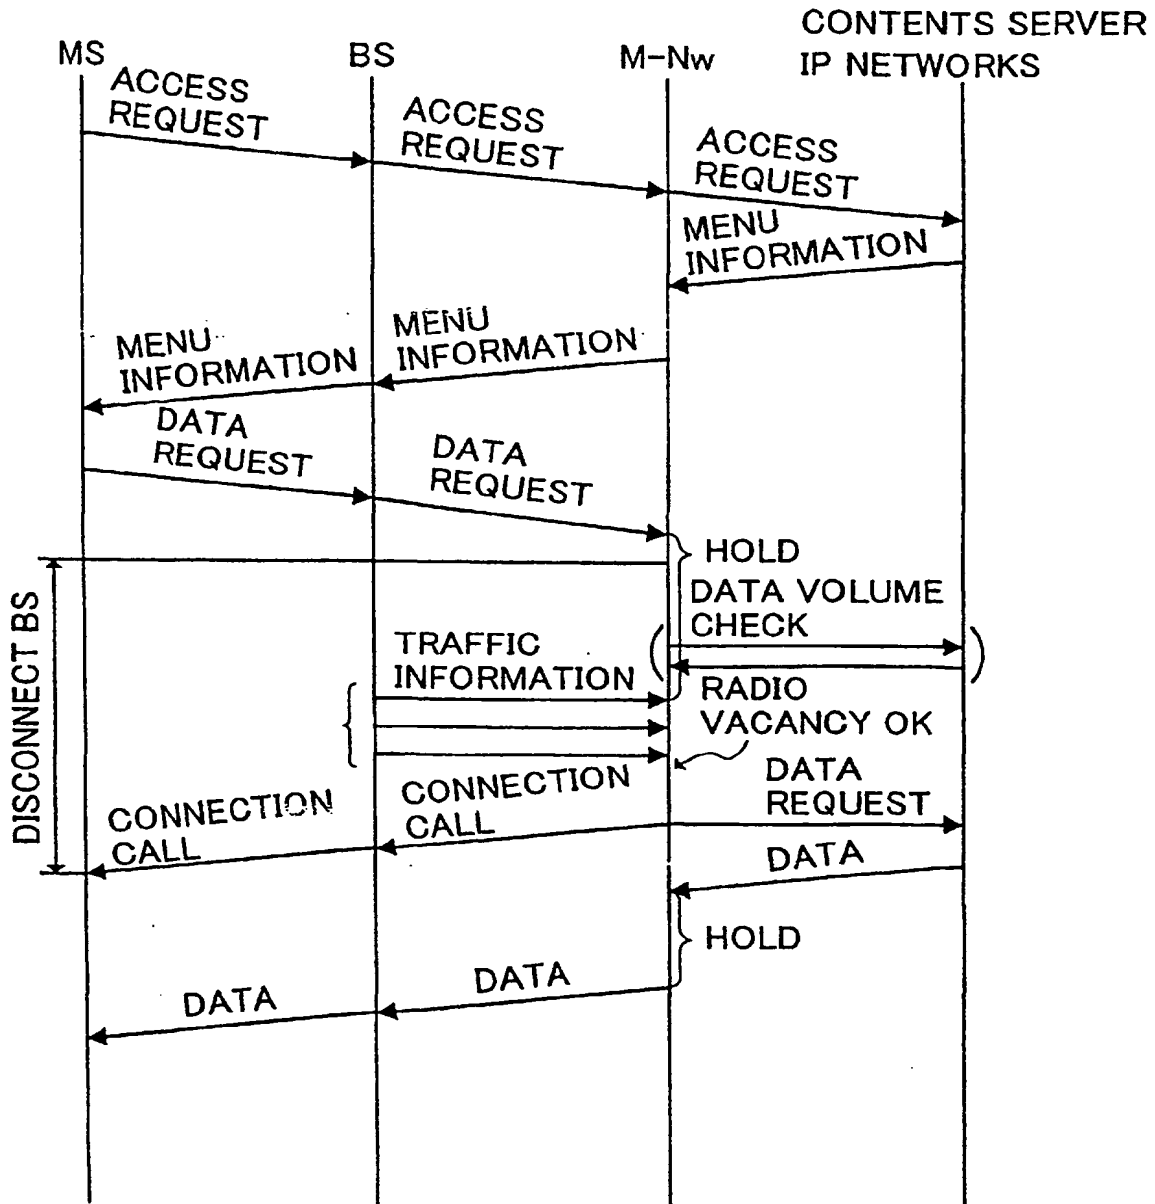 CONTENTS SERVER
IP NETWORKS
MS
BS
M-Nw
ACCESS
REQUEST
ACCESS
REQUEST
ACCESS
REQUEST
MENU
INFORMATION
MENU
INFORMATION
MENU
INFORMATION
DATA
REQUEST
DATA
REQUEST
HOLD
DATA VOLUME
CHECK
DISCONNECT BS
TRAFFIC
INFORMATION
RADIO
VACANCY OK
DATA
REQUEST
CONNECTION
CALL
CONNECTION
CALL
DATA
HOLD
DATA
DATA